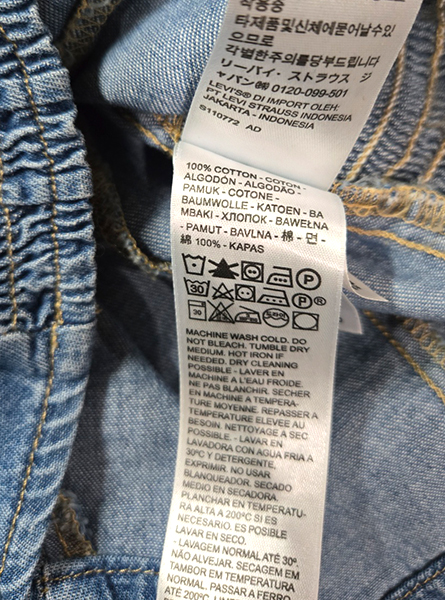 착용중
타제품및신체에묻어날수있
으므로
각별한주의를당부드립니다
リーバイ・ストラウス ジ
ャパン㈱ 0120-099-501
LEVI'S® DI IMPORT OLEH:
PT LEVI STRAUSS INDONESIA
JAKARTA - INDONESIA
S110772 AD
100% COTTON - COTON -
ALGODÓN - ALGODÃO -
PAMUK - COTONE -
BAUMWOLLE - KATOEN - BA
MBAKI - ХЛОПОК - BAWEŁNA
- PAMUT - BAVLNA - 棉 - 면 -
綿 100% - KAPAS
P
30 P®
30 드라이
MACHINE WASH COLD. DO
NOT BLEACH. TUMBLE DRY
MEDIUM. HOT IRON IF
NEEDED. DRY CLEANING
POSSIBLE - LAVER EN
MACHINE A L'EAU FROIDE.
NE PAS BLANCHIR. SECHER
EN MACHINE A TEMPERA-
TURE MOYENNE. REPASSER A
TEMPERATURE ELEVEE AU
BESOIN. NETTOYAGE A SEC
POSSIBLE. - LAVAR EN
LAVADORA CON AGUA FRIA A
30ºC Y DETERGENTE,
EXPRIMIR. NO USAR
BLANQUEADOR. SECADO
MEDIO EN SECADORA.
PLANCHAR EN TEMPERATU-
RA ALTA A 200ºC SI ES
NECESARIO. ES POSIBLE
LAVAR EN SECO.
- LAVAGEM NORMAL ATÉ 30º.
NÃO ALVEJAR. SECAGEM EM
TAMBOR EM TEMPERATURA
NORMAL. PASSAR A FERRO
ATÉ 200ºC.